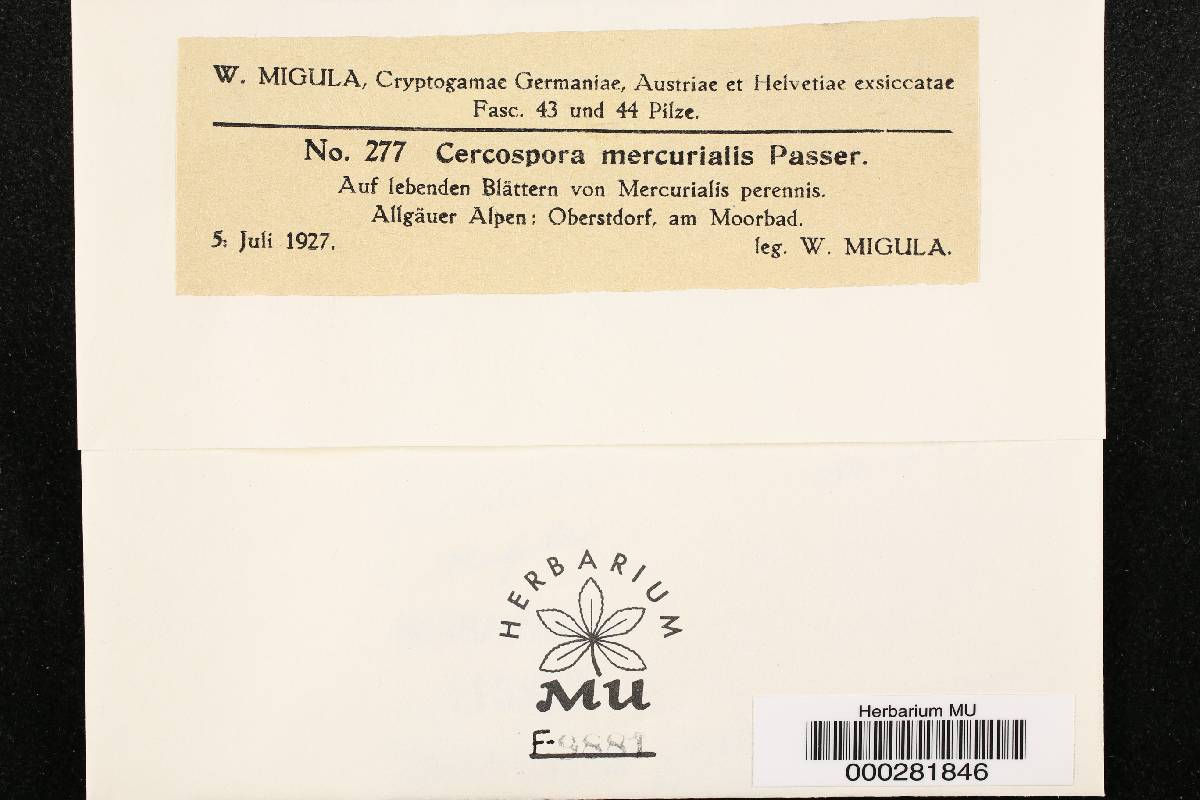 W. MIGULA, Cryptogamae Germaniae, Austriae et Helvetiae exsiccatae
Fasc. 43 und 44 Pilze.
No. 277 Cercospora mercurialis Passer.
Auf lebenden Blättern von Mercurialis perennis.
Allgäuer Alpen: Oberstdorf, am Moorbad.
5. Juli 1927. leg. W. MIGULA.
HERBARIUM
MU
Herbarium MU
000281846